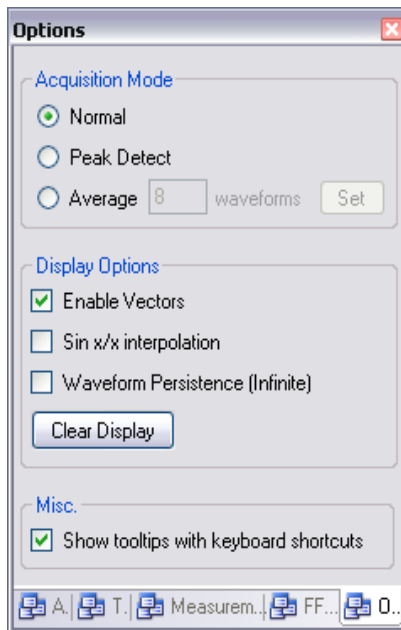 Options
Acquisition Mode
Normal
Peak Detect
Average 8 waveforms Set
Display Options
Enable Vectors
Sin x/x interpolation
Waveform Persistence (Infinite)
Clear Display
Misc.
Show tooltips with keyboard shortcuts
A. T. Measurem.. FF... O..